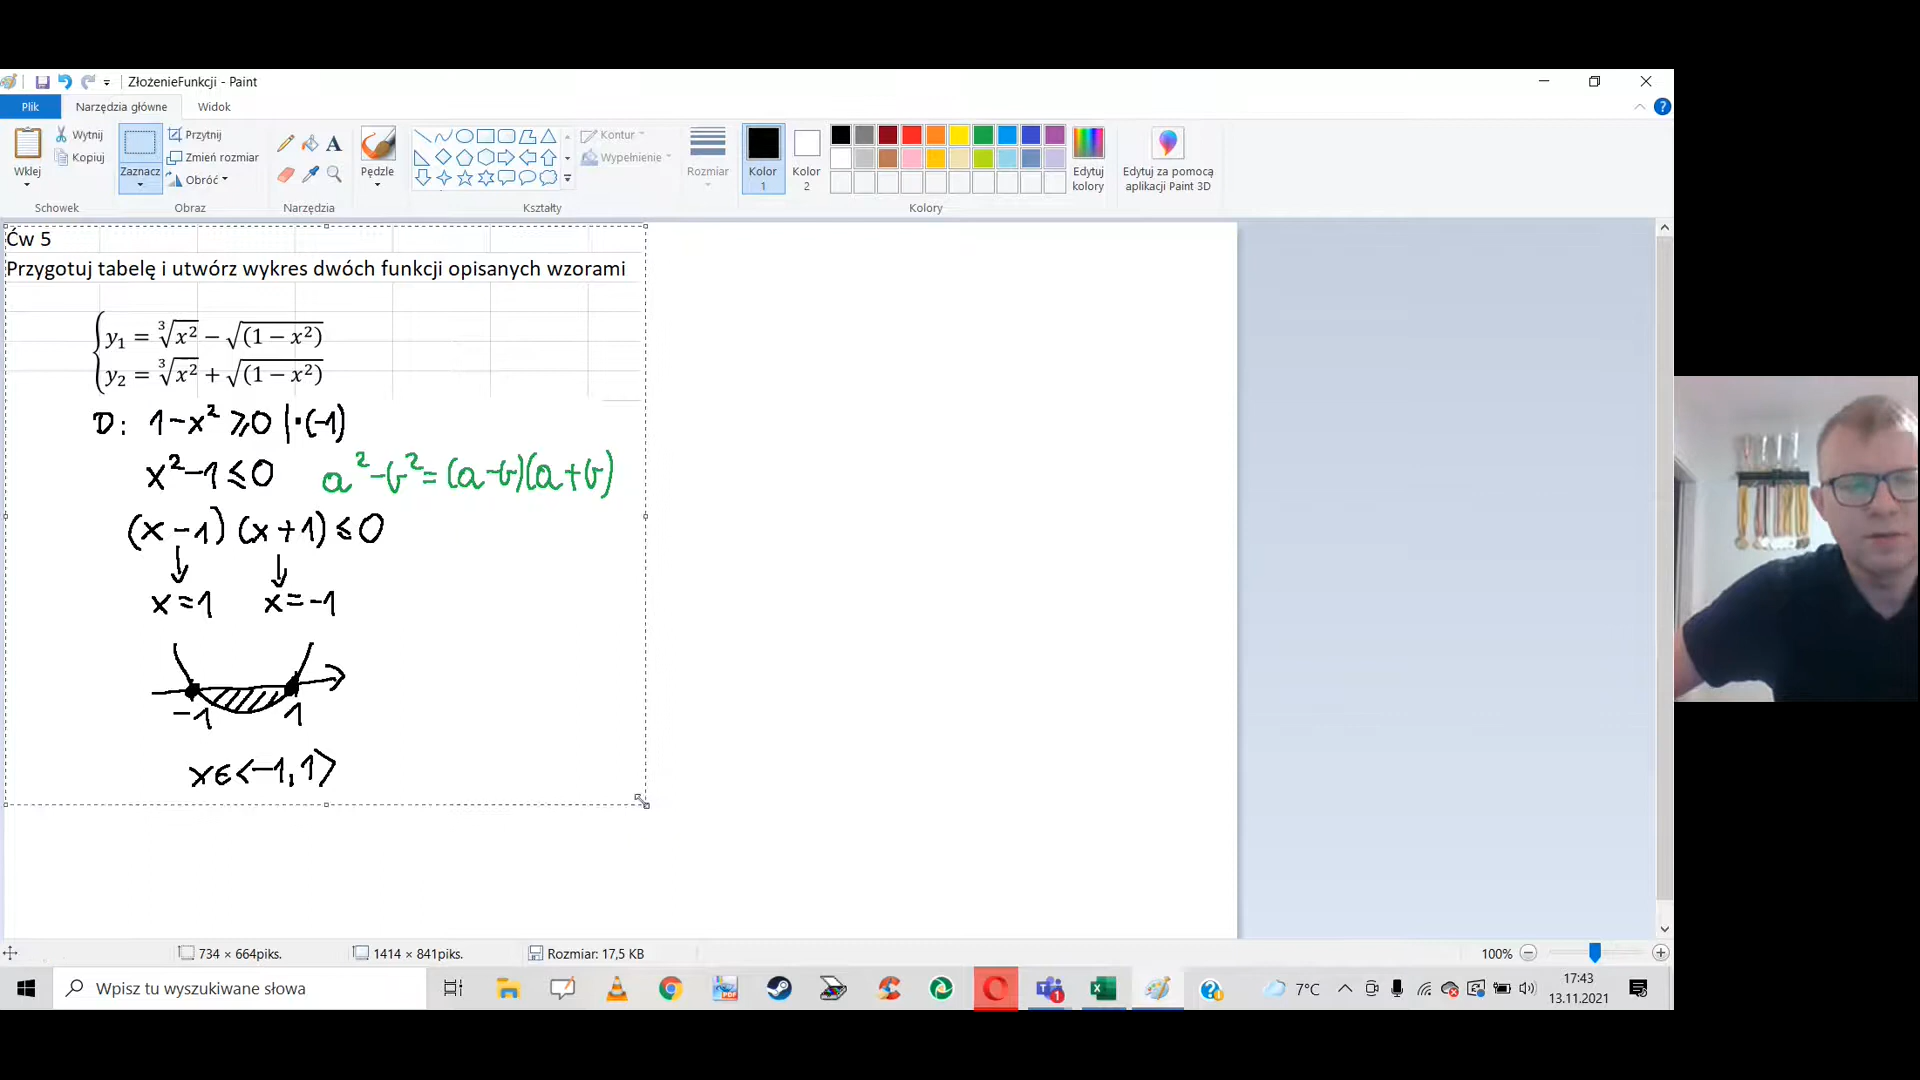 ZłożenieFunkcji - Paint
Plik Narzędzia główne Widok
Wklej
Wytnij
Kopiuj
Schowek
Zaznacz
Przytnij
Zmień rozmiar
Obróć
Obraz
A
Narzędzia
Pędzle
Kształty
Kontur
Wypełnienie
Rozmiar
Kolor 1
Kolor 2
Kolory
Edytuj kolory
Edytuj za pomocą aplikacji Paint 3D
Ćw 5
Przygotuj tabelę i utwórz wykres dwóch funkcji opisanych wzorami
y₁ = ∛x² − √(1 − x²)
y₂ = ∛x² + √(1 − x²)
D: 1-x² ⩾ 0 |·(-1)
x²-1 ≤ 0 a²-b² = (a-b)(a+b)
(x-1)(x+1) ≤ 0
↓ ↓
x=1 x=-1
-1 1
x∈<-1,1>
734 × 664piks. 1414 × 841piks. Rozmiar: 17,5 KB 100%
Wpisz tu wyszukiwane słowa
PDF
1
7°C
17:43
13.11.2021